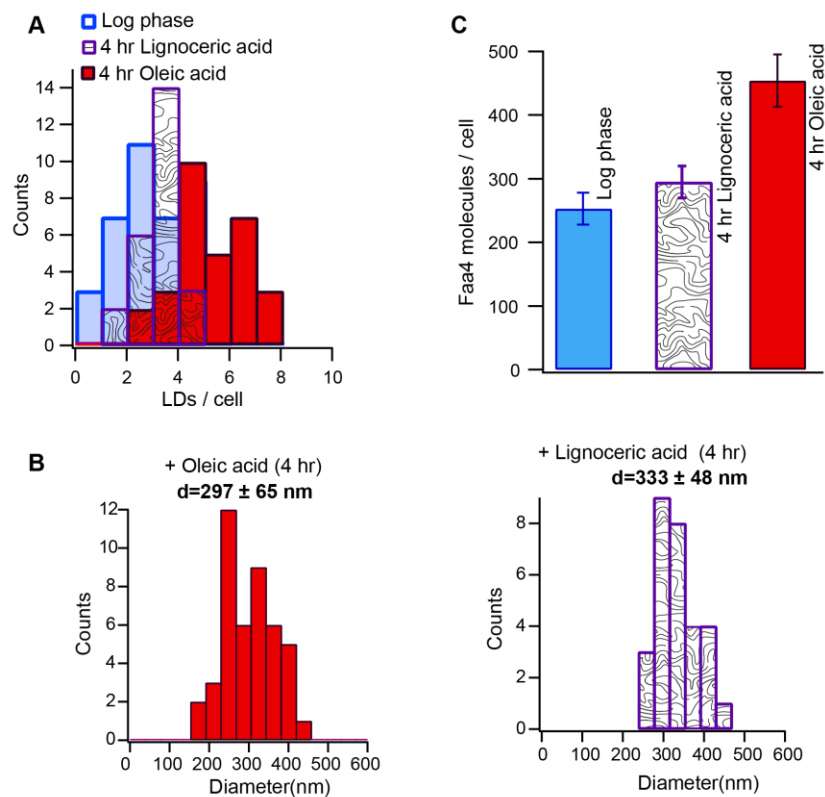 A
Log phase
4 hr Lignoceric acid
4 hr Oleic acid
14
12
10
8
6
4
2
0
Counts
0 2 4 6 8 10
LDs / cell
C
500
400
300
200
100
0
Faa4 molecules / cell
Log phase
4 hr Lignoceric acid
4 hr Oleic acid
B
+ Oleic acid (4 hr)
d=297 ± 65 nm
12
10
8
6
4
2
0
Counts
0 100 200 300 400 500 600
Diameter(nm)
+ Lignoceric acid (4 hr)
d=333 ± 48 nm
8
6
4
2
0
Counts
0 100 200 300 400 500 600
Diameter(nm)